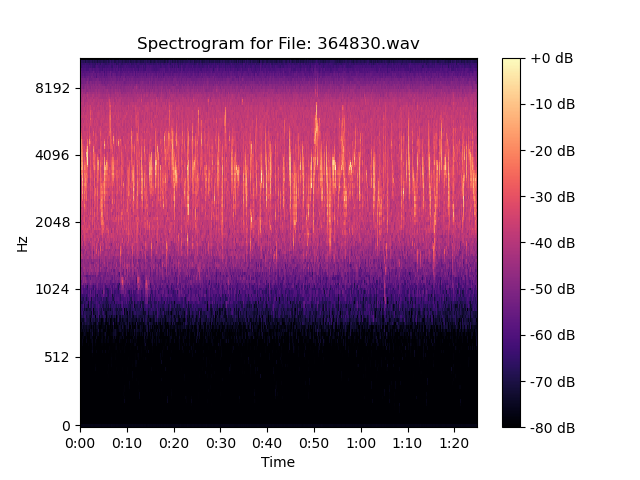 Spectrogram for File: 364830.wav
8192
4096
2048
1024
512
0
Hz
0:00 0:10 0:20 0:30 0:40 0:50 1:00 1:10 1:20
Time
+0 dB
-10 dB
-20 dB
-30 dB
-40 dB
-50 dB
-60 dB
-70 dB
-80 dB